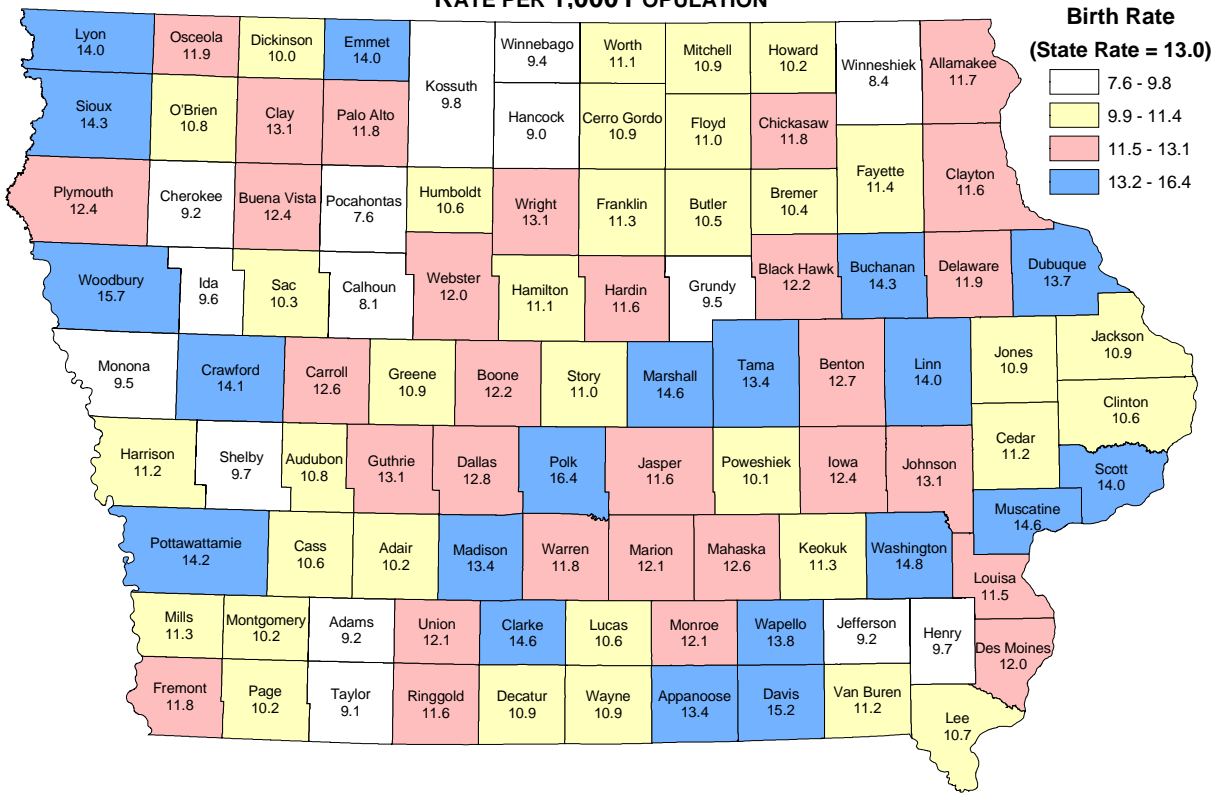 RATE PER 1,000 POPULATION
Birth Rate
(State Rate = 13.0)
7.6 - 9.8
9.9 - 11.4
11.5 - 13.1
13.2 - 16.4
Lyon
14.0
Osceola
11.9
Dickinson
10.0
Emmet
14.0
Kossuth
9.8
Winnebago
9.4
Worth
11.1
Mitchell
10.9
Howard
10.2
Winneshiek
8.4
Allamakee
11.7
Sioux
14.3
O'Brien
10.8
Clay
13.1
Palo Alto
11.8
Hancock
9.0
Cerro Gordo
10.9
Floyd
11.0
Chickasaw
11.8
Fayette
11.4
Clayton
11.6
Plymouth
12.4
Cherokee
9.2
Buena Vista
12.4
Pocahontas
7.6
Humboldt
10.6
Wright
13.1
Franklin
11.3
Butler
10.5
Bremer
10.4
Woodbury
15.7
Ida
9.6
Sac
10.3
Calhoun
8.1
Webster
12.0
Hamilton
11.1
Hardin
11.6
Grundy
9.5
Black Hawk
12.2
Buchanan
14.3
Delaware
11.9
Dubuque
13.7
Monona
9.5
Crawford
14.1
Carroll
12.6
Greene
10.9
Boone
12.2
Story
11.0
Marshall
14.6
Tama
13.4
Benton
12.7
Linn
14.0
Jones
10.9
Jackson
10.9
Clinton
10.6
Harrison
11.2
Shelby
9.7
Audubon
10.8
Guthrie
13.1
Dallas
12.8
Polk
16.4
Jasper
11.6
Poweshiek
10.1
Iowa
12.4
Johnson
13.1
Cedar
11.2
Scott
14.0
Muscatine
14.6
Pottawattamie
14.2
Cass
10.6
Adair
10.2
Madison
13.4
Warren
11.8
Marion
12.1
Mahaska
12.6
Keokuk
11.3
Washington
14.8
Louisa
11.5
Mills
11.3
Montgomery
10.2
Adams
9.2
Union
12.1
Clarke
14.6
Lucas
10.6
Monroe
12.1
Wapello
13.8
Jefferson
9.2
Henry
9.7
Des Moines
12.0
Fremont
11.8
Page
10.2
Taylor
9.1
Ringgold
11.6
Decatur
10.9
Wayne
10.9
Appanoose
13.4
Davis
15.2
Van Buren
11.2
Lee
10.7